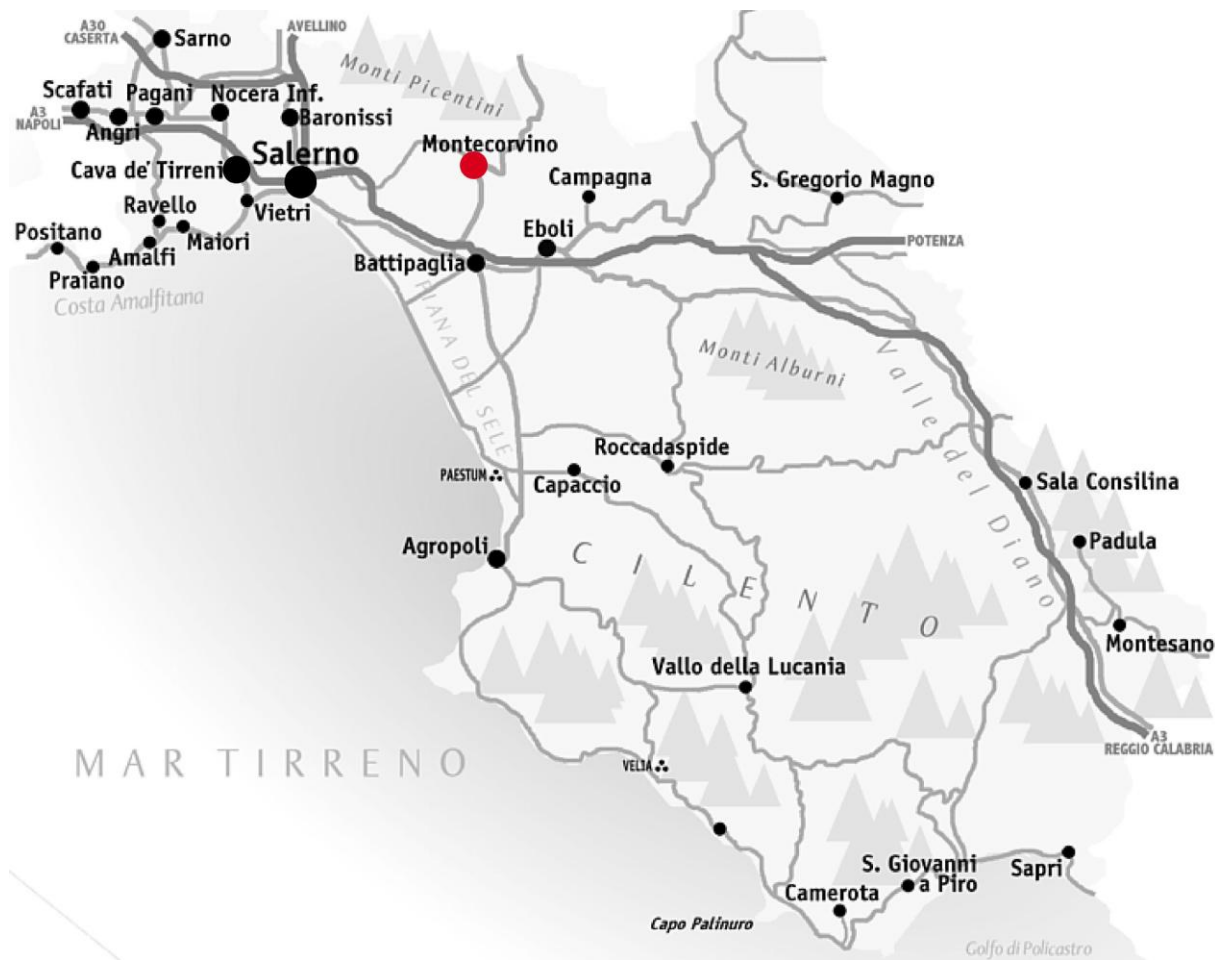 A30
CASERTA
AVELLINO
Sarno
Monti Picentini
Scafati
Pagani
Nocera Inf.
A3
NAPOLI
Angri
Baronissi
Montecorvino
Salerno
Cava de' Tirreni
Campagna
S. Gregorio Magno
Ravello
Vietri
Positano
Maiori
Eboli
POTENZA
Amalfi
Battipaglia
Praiano
Costa Amalfitana
PIANA DEL SELE
Monti Alburni
Valle del Diano
Roccadaspide
PAESTUM
Capaccio
Sala Consilina
Agropoli
Padula
CILENTO
Montesano
Vallo della Lucania
MAR TIRRENO
VELIA
A3
REGGIO CALABRIA
S. Giovanni
a Piro
Sapri
Camerota
Capo Palinuro
Golfo di Policastro